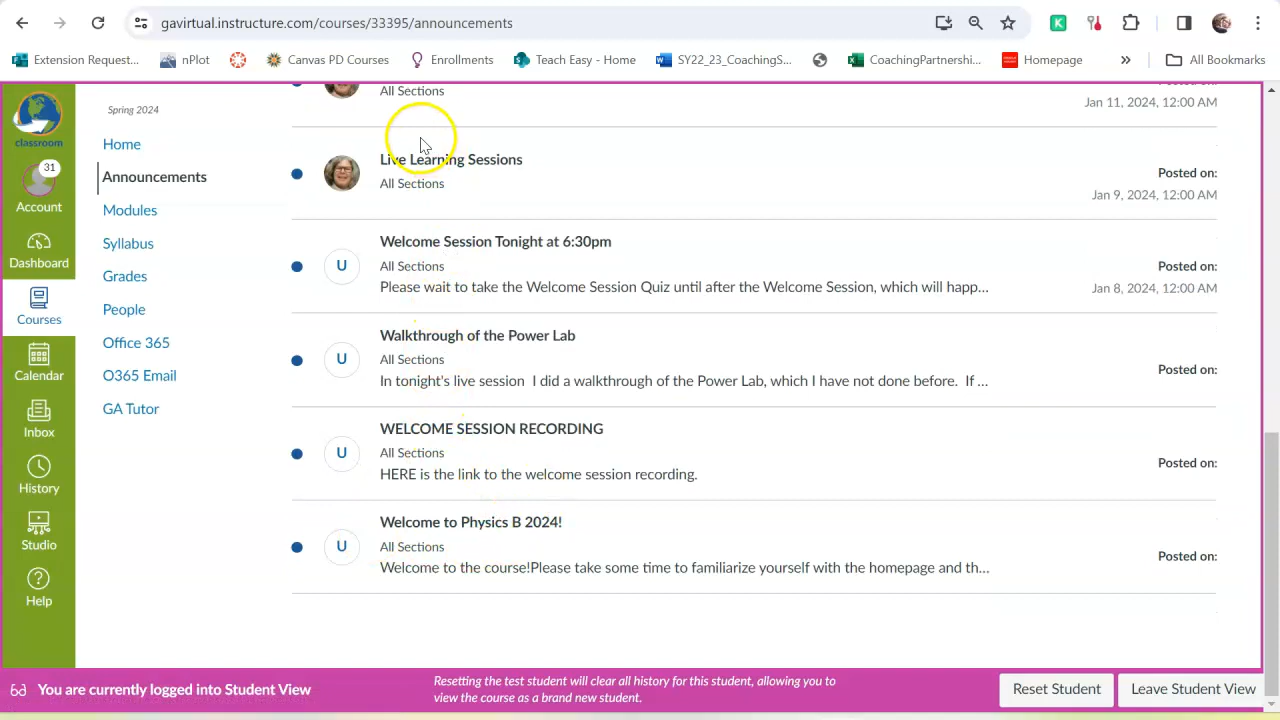 gavirtual.instructure.com/courses/33395/announcements
Extension Request...
nPlot
Canvas PD Courses
Enrollments
Teach Easy - Home
SY22_23_CoachingS...
CoachingPartnershi...
Homepage
»
All Bookmarks
classroom
31
Account
Dashboard
Courses
Calendar
Inbox
History
Studio
Help
Spring 2024
Home
Announcements
Modules
Syllabus
Grades
People
Office 365
O365 Email
GA Tutor
All Sections
Jan 11, 2024, 12:00 AM
Live Learning Sessions
All Sections
Posted on:
Jan 9, 2024, 12:00 AM
Welcome Session Tonight at 6:30pm
U
All Sections
Please wait to take the Welcome Session Quiz until after the Welcome Session, which will happ...
Posted on:
Jan 8, 2024, 12:00 AM
Walkthrough of the Power Lab
U
All Sections
In tonight's live session I did a walkthrough of the Power Lab, which I have not done before. If ...
Posted on:
WELCOME SESSION RECORDING
U
All Sections
HERE is the link to the welcome session recording.
Posted on:
Welcome to Physics B 2024!
U
All Sections
Welcome to the course!Please take some time to familiarize yourself with the homepage and th...
Posted on:
You are currently logged into Student View
Resetting the test student will clear all history for this student, allowing you to
view the course as a brand new student.
Reset Student
Leave Student View